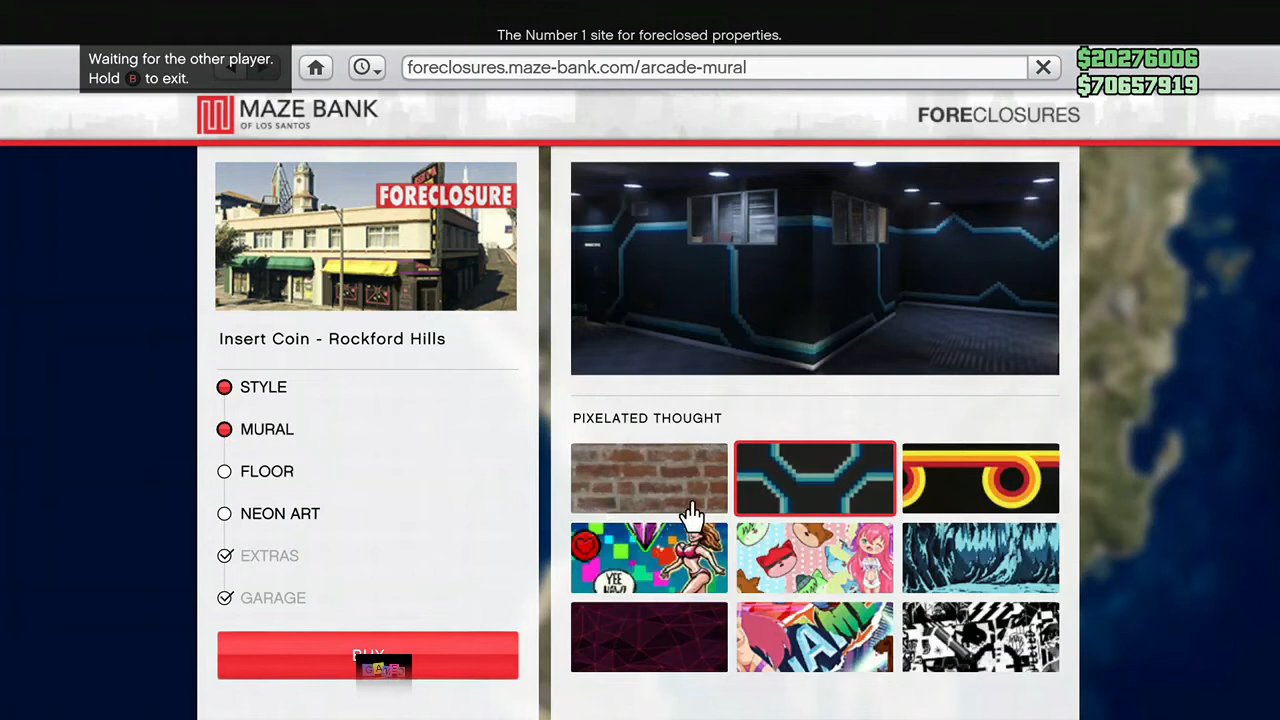 The Number 1 site for foreclosed properties.
Waiting for the other player.
Hold B to exit.
foreclosures.maze-bank.com/arcade-mural
$20276006
$70657919
MAZE BANK
OF LOS SANTOS
FORECLOSURES
FORECLOSURE
Insert Coin - Rockford Hills
STYLE
MURAL
FLOOR
NEON ART
EXTRAS
GARAGE
BUY
PIXELATED THOUGHT
YEE